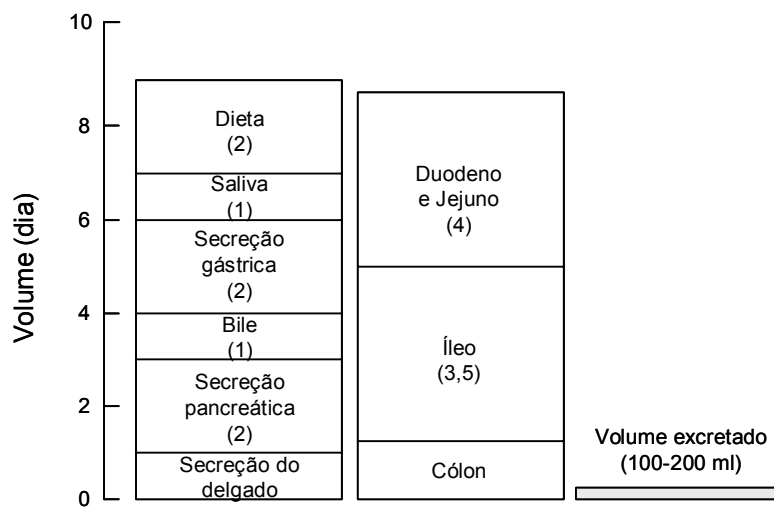 10
8
6
4
2
0
Volume (dia)
Dieta
(2)
Saliva
(1)
Secreção
gástrica
(2)
Bile
(1)
Secreção
pancreática
(2)
Secreção do
delgado
Duodeno
e Jejuno
(4)
Íleo
(3,5)
Cólon
Volume excretado
(100-200 ml)